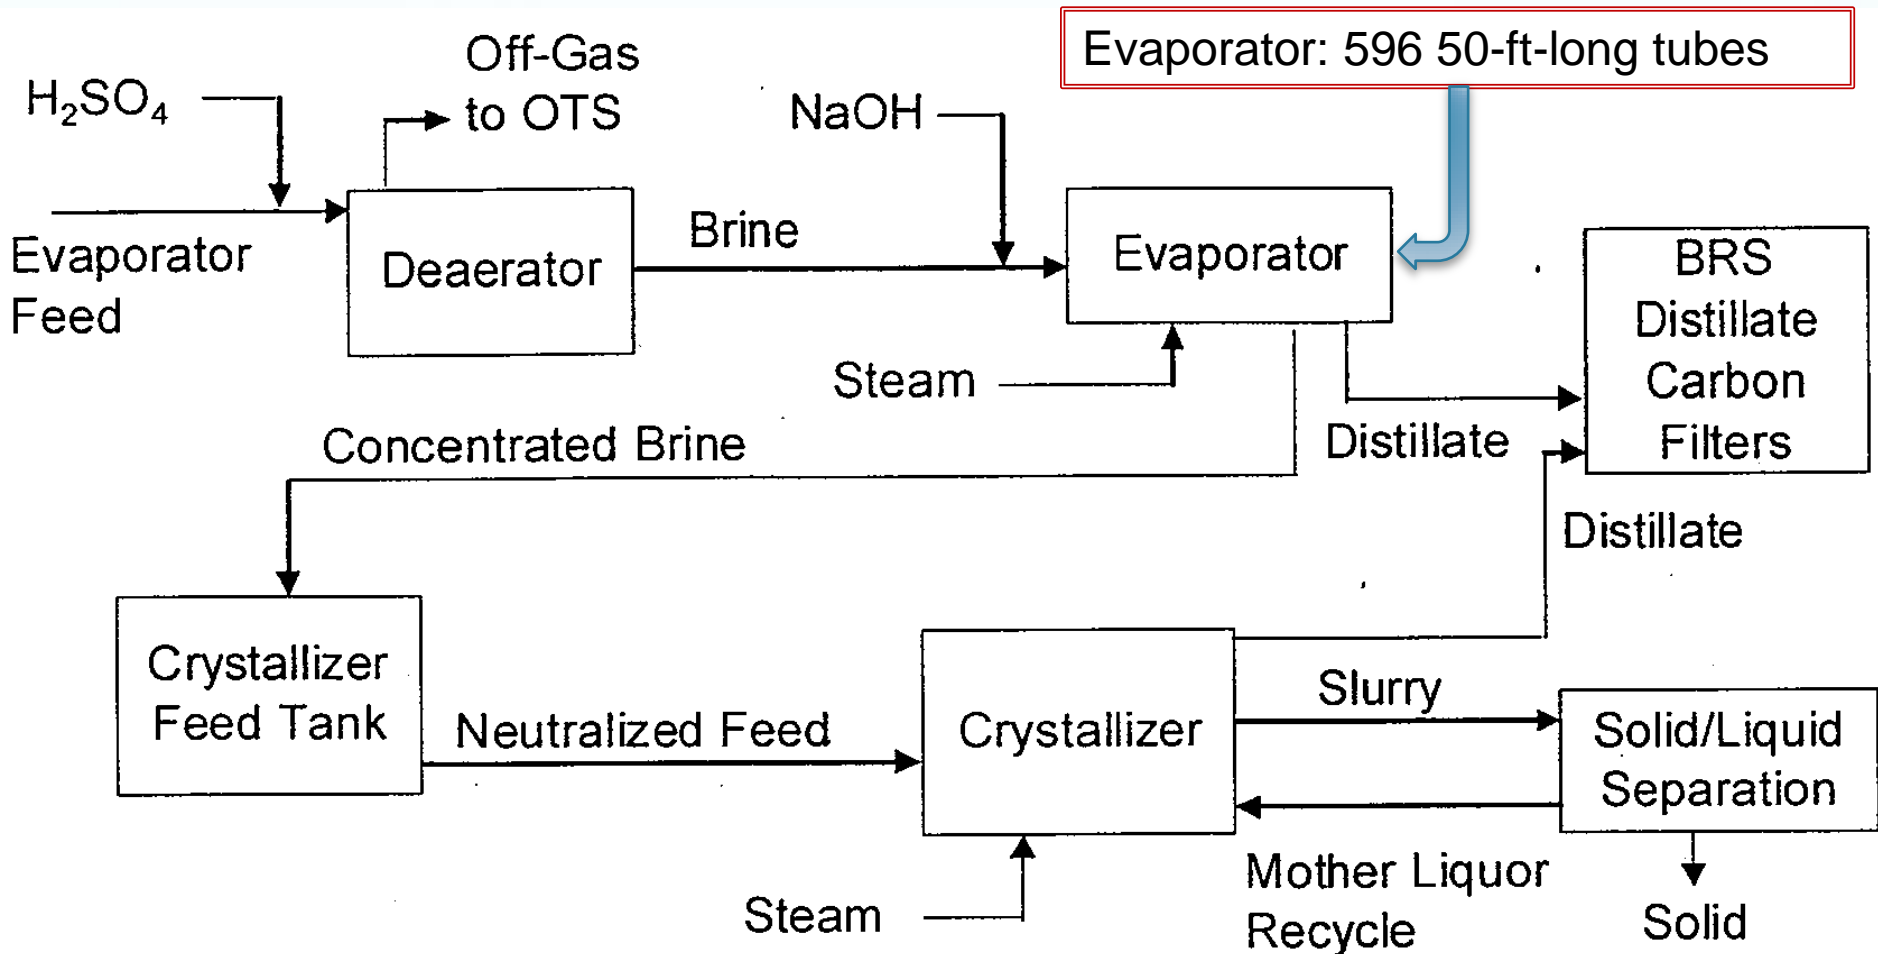 Evaporator: 596 50-ft-long tubes
Off-Gas
to OTS
H₂SO₄
NaOH
Evaporator
Feed
Deaerator
Brine
Evaporator
BRS
Distillate
Carbon
Filters
Steam
Distillate
Concentrated Brine
Distillate
Crystallizer
Feed Tank
Neutralized Feed
Crystallizer
Slurry
Solid/Liquid
Separation
Mother Liquor
Recycle
Steam
Solid